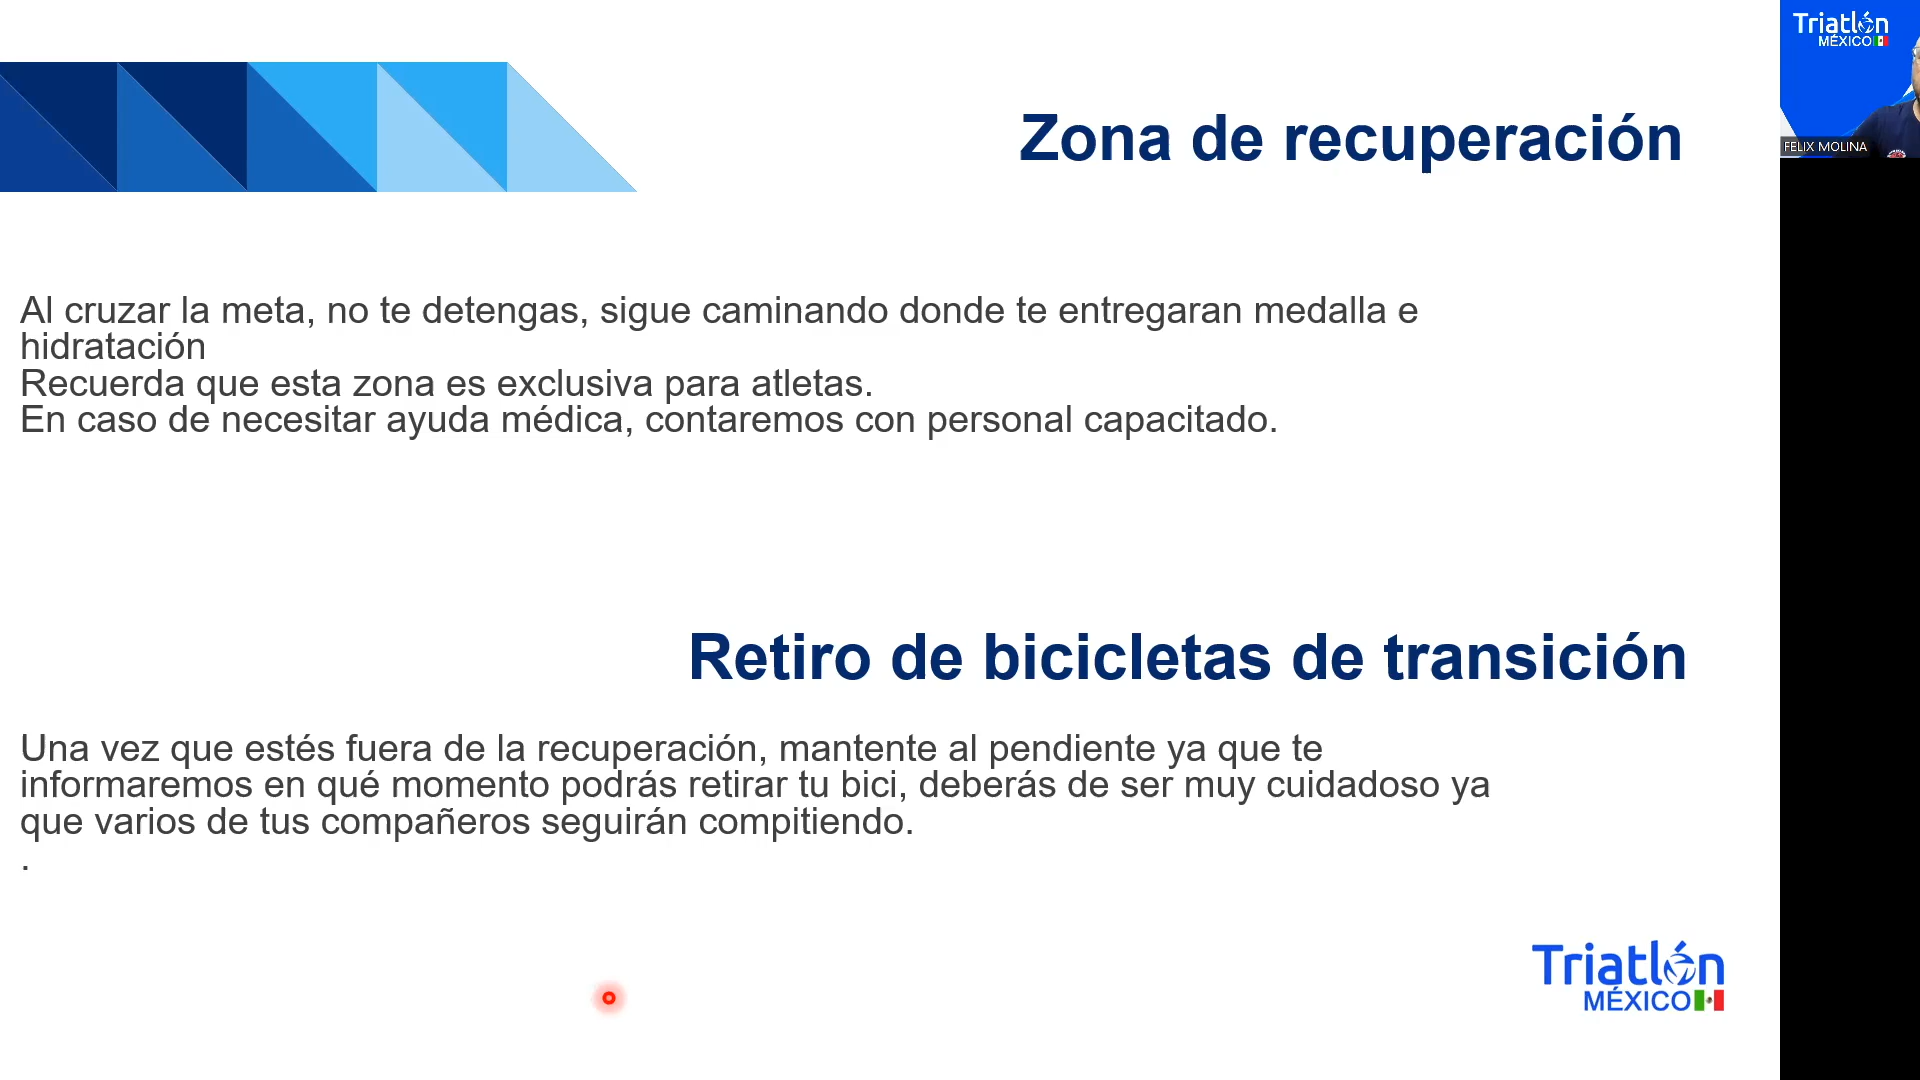 Triatlón
MÉXICO
FELIX MOLINA
Zona de recuperación
Al cruzar la meta, no te detengas, sigue caminando donde te entregaran medalla e
hidratación
Recuerda que esta zona es exclusiva para atletas.
En caso de necesitar ayuda médica, contaremos con personal capacitado.
Retiro de bicicletas de transición
Una vez que estés fuera de la recuperación, mantente al pendiente ya que te
informaremos en qué momento podrás retirar tu bici, deberás de ser muy cuidadoso ya
que varios de tus compañeros seguirán compitiendo.
.
Triatlón
MÉXICO